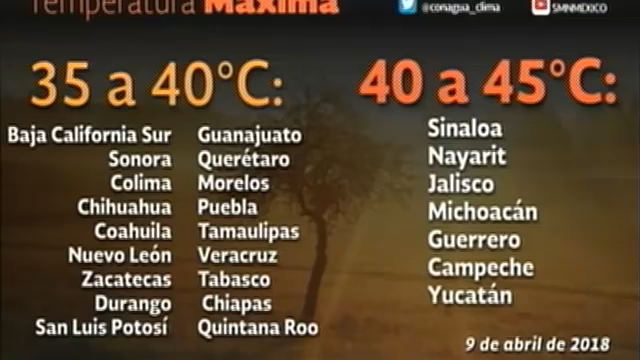 Temperatura Máxima
@conagua_clima
SMNMEXICO
35 a 40°C:
Baja California Sur
Sonora
Colima
Chihuahua
Coahuila
Nuevo León
Zacatecas
Durango
San Luis Potosí
Guanajuato
Querétaro
Morelos
Puebla
Tamaulipas
Veracruz
Tabasco
Chiapas
Quintana Roo
40 a 45°C:
Sinaloa
Nayarit
Jalisco
Michoacán
Guerrero
Campeche
Yucatán
9 de abril de 2018